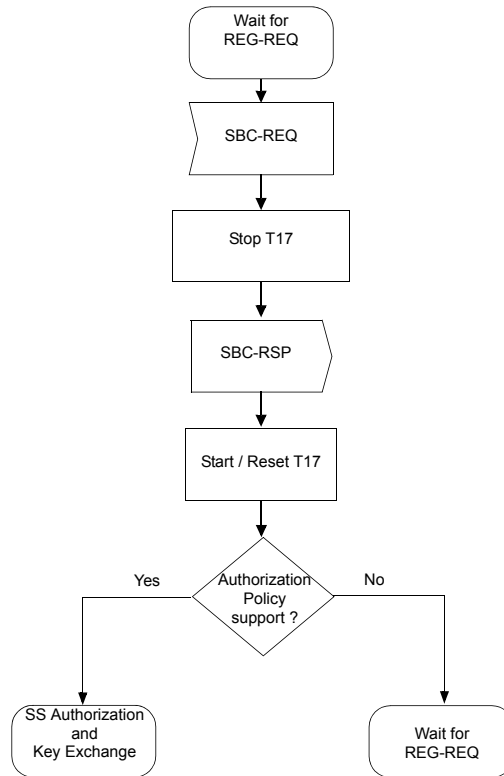 Wait for
REG-REQ
SBC-REQ
Stop T17
SBC-RSP
Start / Reset T17
Authorization
Policy
support ?
Yes
No
SS Authorization
and
Key Exchange
Wait for
REG-REQ